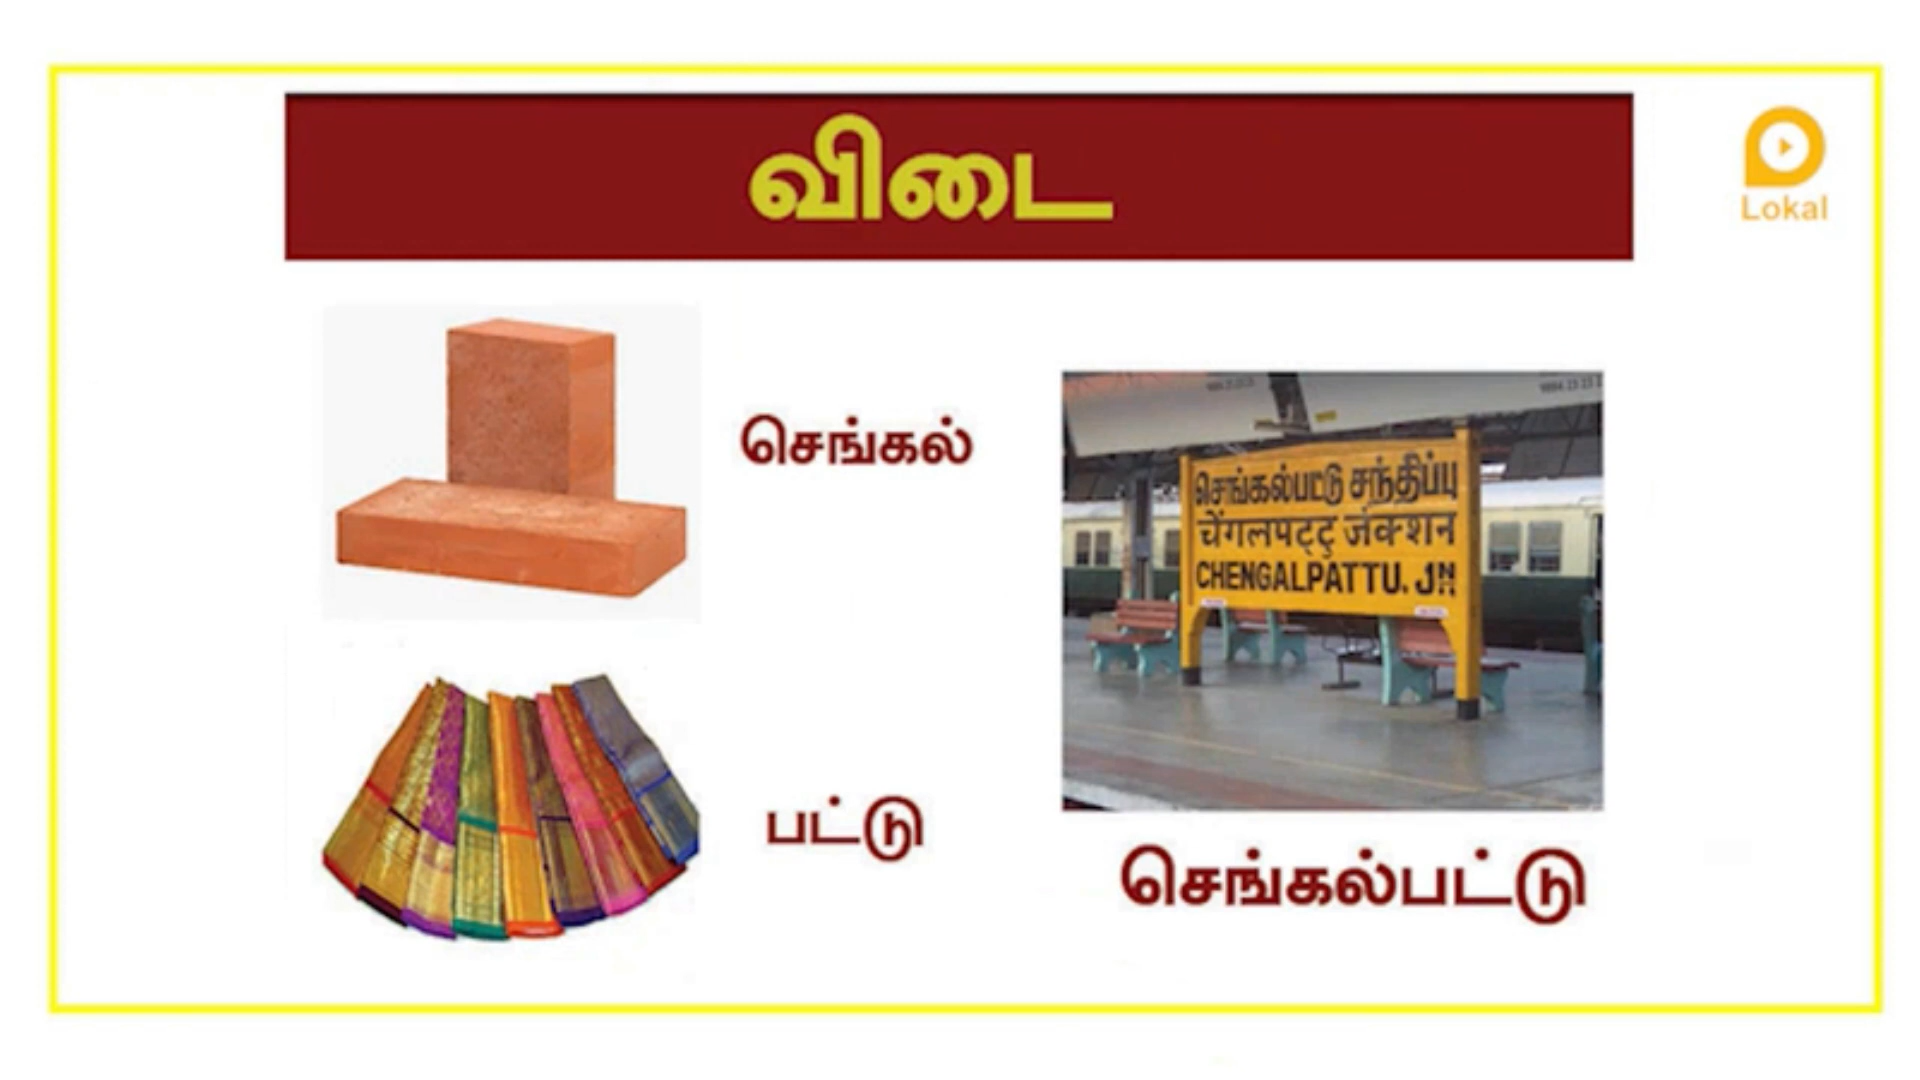 விடை
Lokal
செங்கல்
செங்கல்பட்டு சந்திப்பு
चेंगलपट्टु जंक्शन
CHENGALPATTU. JN
பட்டு
செங்கல்பட்டு